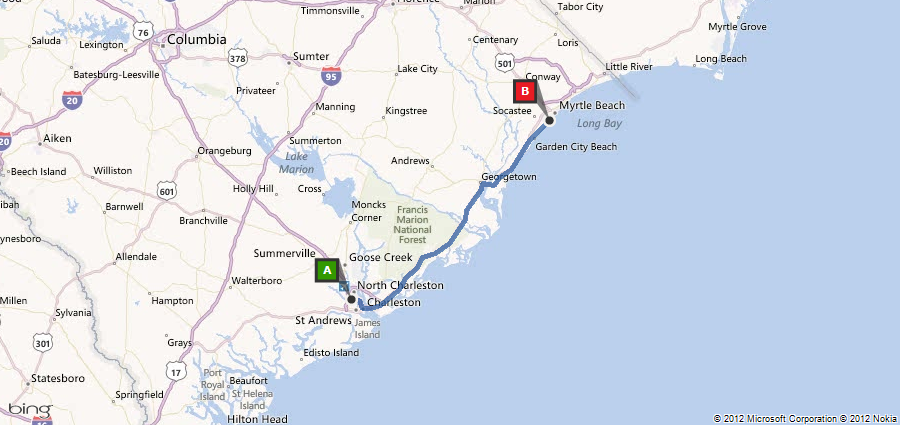 Timmonsville
Florence
Marion
Tabor City
Saluda
76
Lexington
Columbia
Centenary
Loris
Myrtle Grove
378
Sumter
501
Long Beach
Batesburg-Leesville
95
Lake City
Conway
Little River
20
Privateer
B
Manning
Kingstree
Socastee
Myrtle Beach
Long Bay
20
Aiken
Summerton
Garden City Beach
Orangeburg
Lake
Marion
Andrews
Beech Island
Williston
Georgetown
601
Holly Hill
Cross
Barnwell
Moncks
Corner
Francis
Marion
National
Forest
Branchville
Allendale
Summerville
Goose Creek
A
Walterboro
North Charleston
Millen
Hampton
Charleston
Sylvania
St Andrews
James
Island
301
Grays
Edisto Island
17
Port
Royal
Island
Statesboro
Beaufort
St Helena
Island
Springfield
bing
Hilton Head
© 2012 Microsoft Corporation © 2012 Nokia